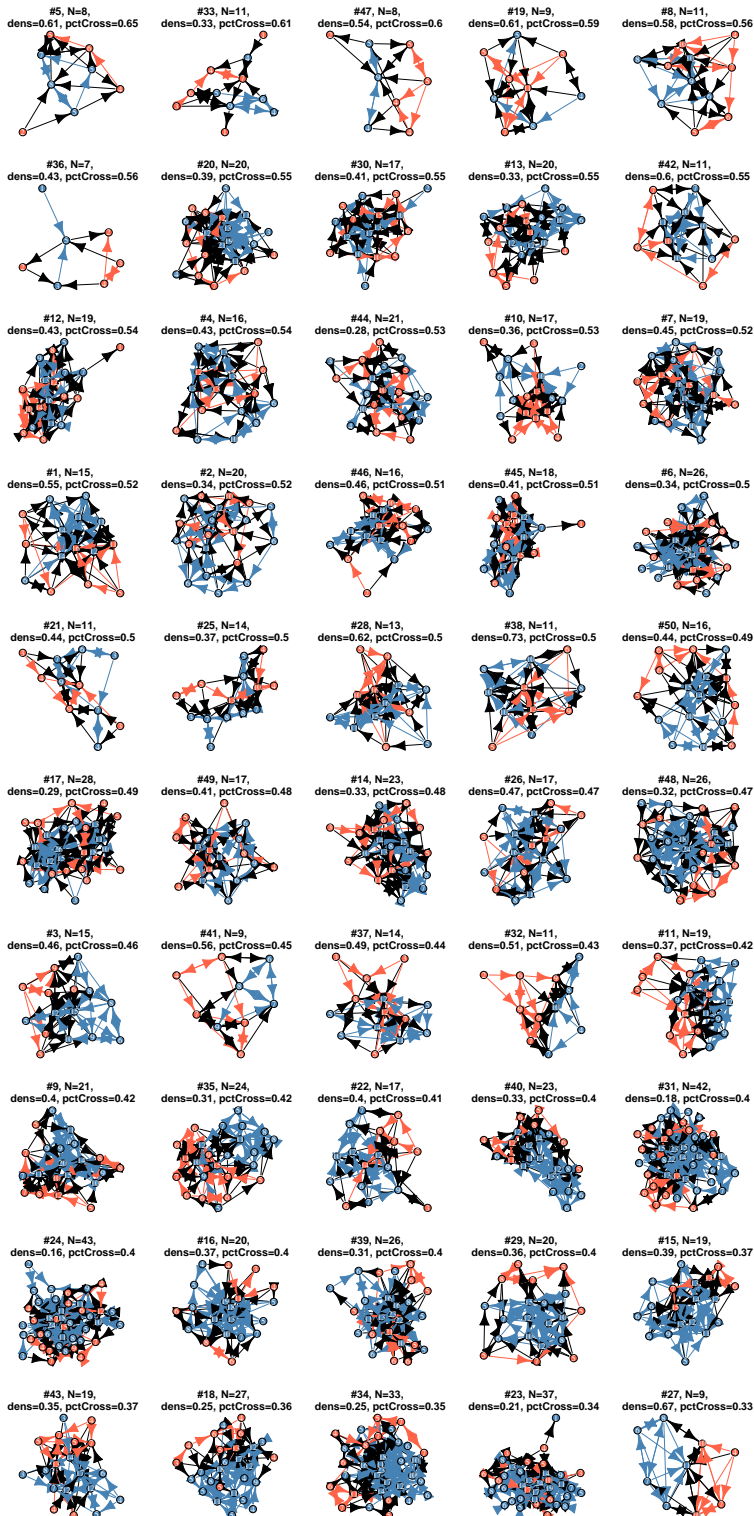 #5, N=8,
dens=0.61, pctCross=0.65
#33, N=11,
dens=0.33, pctCross=0.61
#47, N=8,
dens=0.54, pctCross=0.6
#19, N=9,
dens=0.61, pctCross=0.59
#8, N=11,
dens=0.58, pctCross=0.56
#36, N=7,
dens=0.43, pctCross=0.56
#20, N=20,
dens=0.39, pctCross=0.55
#30, N=17,
dens=0.41, pctCross=0.55
#13, N=20,
dens=0.33, pctCross=0.55
#42, N=11,
dens=0.6, pctCross=0.55
#12, N=19,
dens=0.43, pctCross=0.54
#4, N=16,
dens=0.43, pctCross=0.54
#44, N=21,
dens=0.28, pctCross=0.53
#10, N=17,
dens=0.36, pctCross=0.53
#7, N=19,
dens=0.45, pctCross=0.52
#1, N=15,
dens=0.55, pctCross=0.52
#2, N=20,
dens=0.34, pctCross=0.52
#46, N=16,
dens=0.46, pctCross=0.51
#45, N=18,
dens=0.41, pctCross=0.51
#6, N=26,
dens=0.34, pctCross=0.5
#21, N=11,
dens=0.44, pctCross=0.5
#25, N=14,
dens=0.37, pctCross=0.5
#28, N=13,
dens=0.62, pctCross=0.5
#38, N=11,
dens=0.73, pctCross=0.5
#50, N=16,
dens=0.44, pctCross=0.49
#17, N=28,
dens=0.29, pctCross=0.49
#49, N=17,
dens=0.41, pctCross=0.48
#14, N=23,
dens=0.33, pctCross=0.48
#26, N=17,
dens=0.47, pctCross=0.47
#48, N=26,
dens=0.32, pctCross=0.47
#3, N=15,
dens=0.46, pctCross=0.46
#41, N=9,
dens=0.56, pctCross=0.45
#37, N=14,
dens=0.49, pctCross=0.44
#32, N=11,
dens=0.51, pctCross=0.43
#11, N=19,
dens=0.37, pctCross=0.42
#9, N=21,
dens=0.4, pctCross=0.42
#35, N=24,
dens=0.31, pctCross=0.42
#22, N=17,
dens=0.4, pctCross=0.41
#40, N=23,
dens=0.33, pctCross=0.4
#31, N=42,
dens=0.18, pctCross=0.4
#24, N=43,
dens=0.16, pctCross=0.4
#16, N=20,
dens=0.37, pctCross=0.4
#39, N=26,
dens=0.31, pctCross=0.4
#29, N=20,
dens=0.36, pctCross=0.4
#15, N=19,
dens=0.39, pctCross=0.37
#43, N=19,
dens=0.35, pctCross=0.37
#18, N=27,
dens=0.25, pctCross=0.36
#34, N=33,
dens=0.25, pctCross=0.35
#23, N=37,
dens=0.21, pctCross=0.34
#27, N=9,
dens=0.67, pctCross=0.33